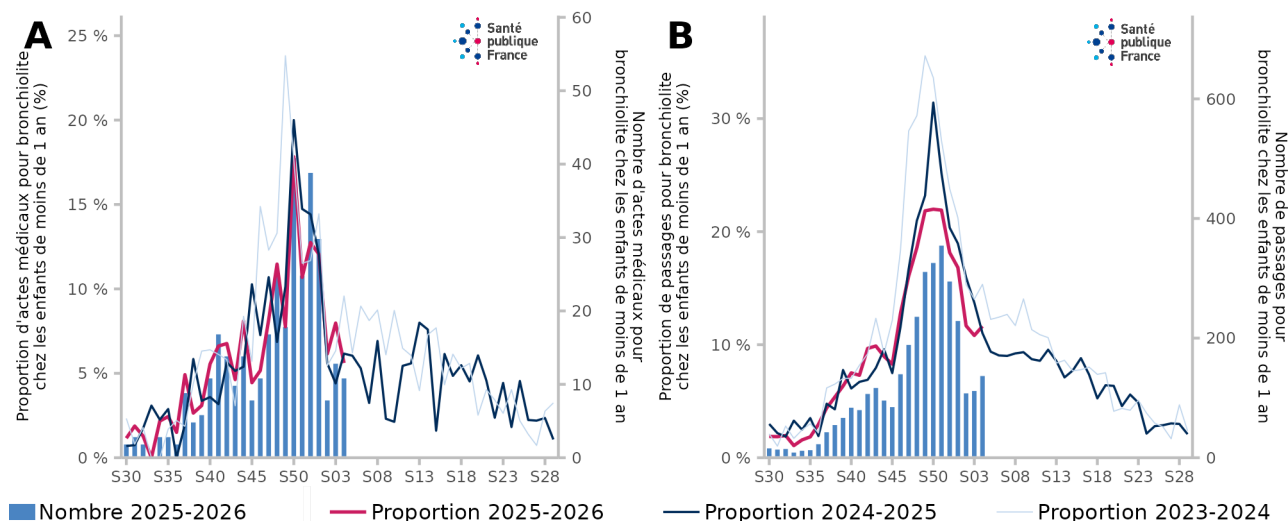 A
Santé
publique
France
Proportion d'actes médicaux pour bronchiolite
chez les enfants de moins de 1 an (%)
25 %
20 %
15 %
10 %
5 %
0 %
60
50
40
30
20
10
0
Nombre d'actes médicaux pour
bronchiolite chez les enfants de moins de 1 an
S30
S35
S40
S45
S50
S03
S08
S13
S18
S23
S28
B
Santé
publique
France
Proportion de passages pour bronchiolite
chez les enfants de moins de 1 an (%)
30 %
20 %
10 %
0 %
600
400
200
0
Nombre de passages pour
bronchiolite chez les enfants de moins de 1 an
S30
S35
S40
S45
S50
S03
S08
S13
S18
S23
S28
Nombre 2025-2026
Proportion 2025-2026
Proportion 2024-2025
Proportion 2023-2024